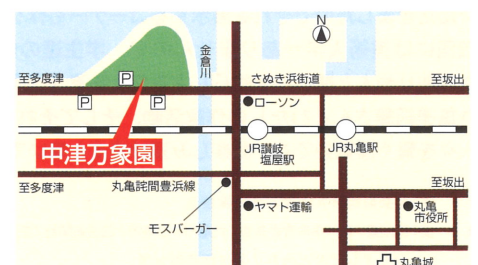 N
金倉川
至多度津
P
さぬき浜街道
至坂出
P
P
ローソン
中津万象園
JR讃岐
塩屋駅
JR丸亀駅
至多度津
丸亀詫間豊浜線
至坂出
モスバーガー
ヤマト運輸
丸亀
市役所
丸亀城